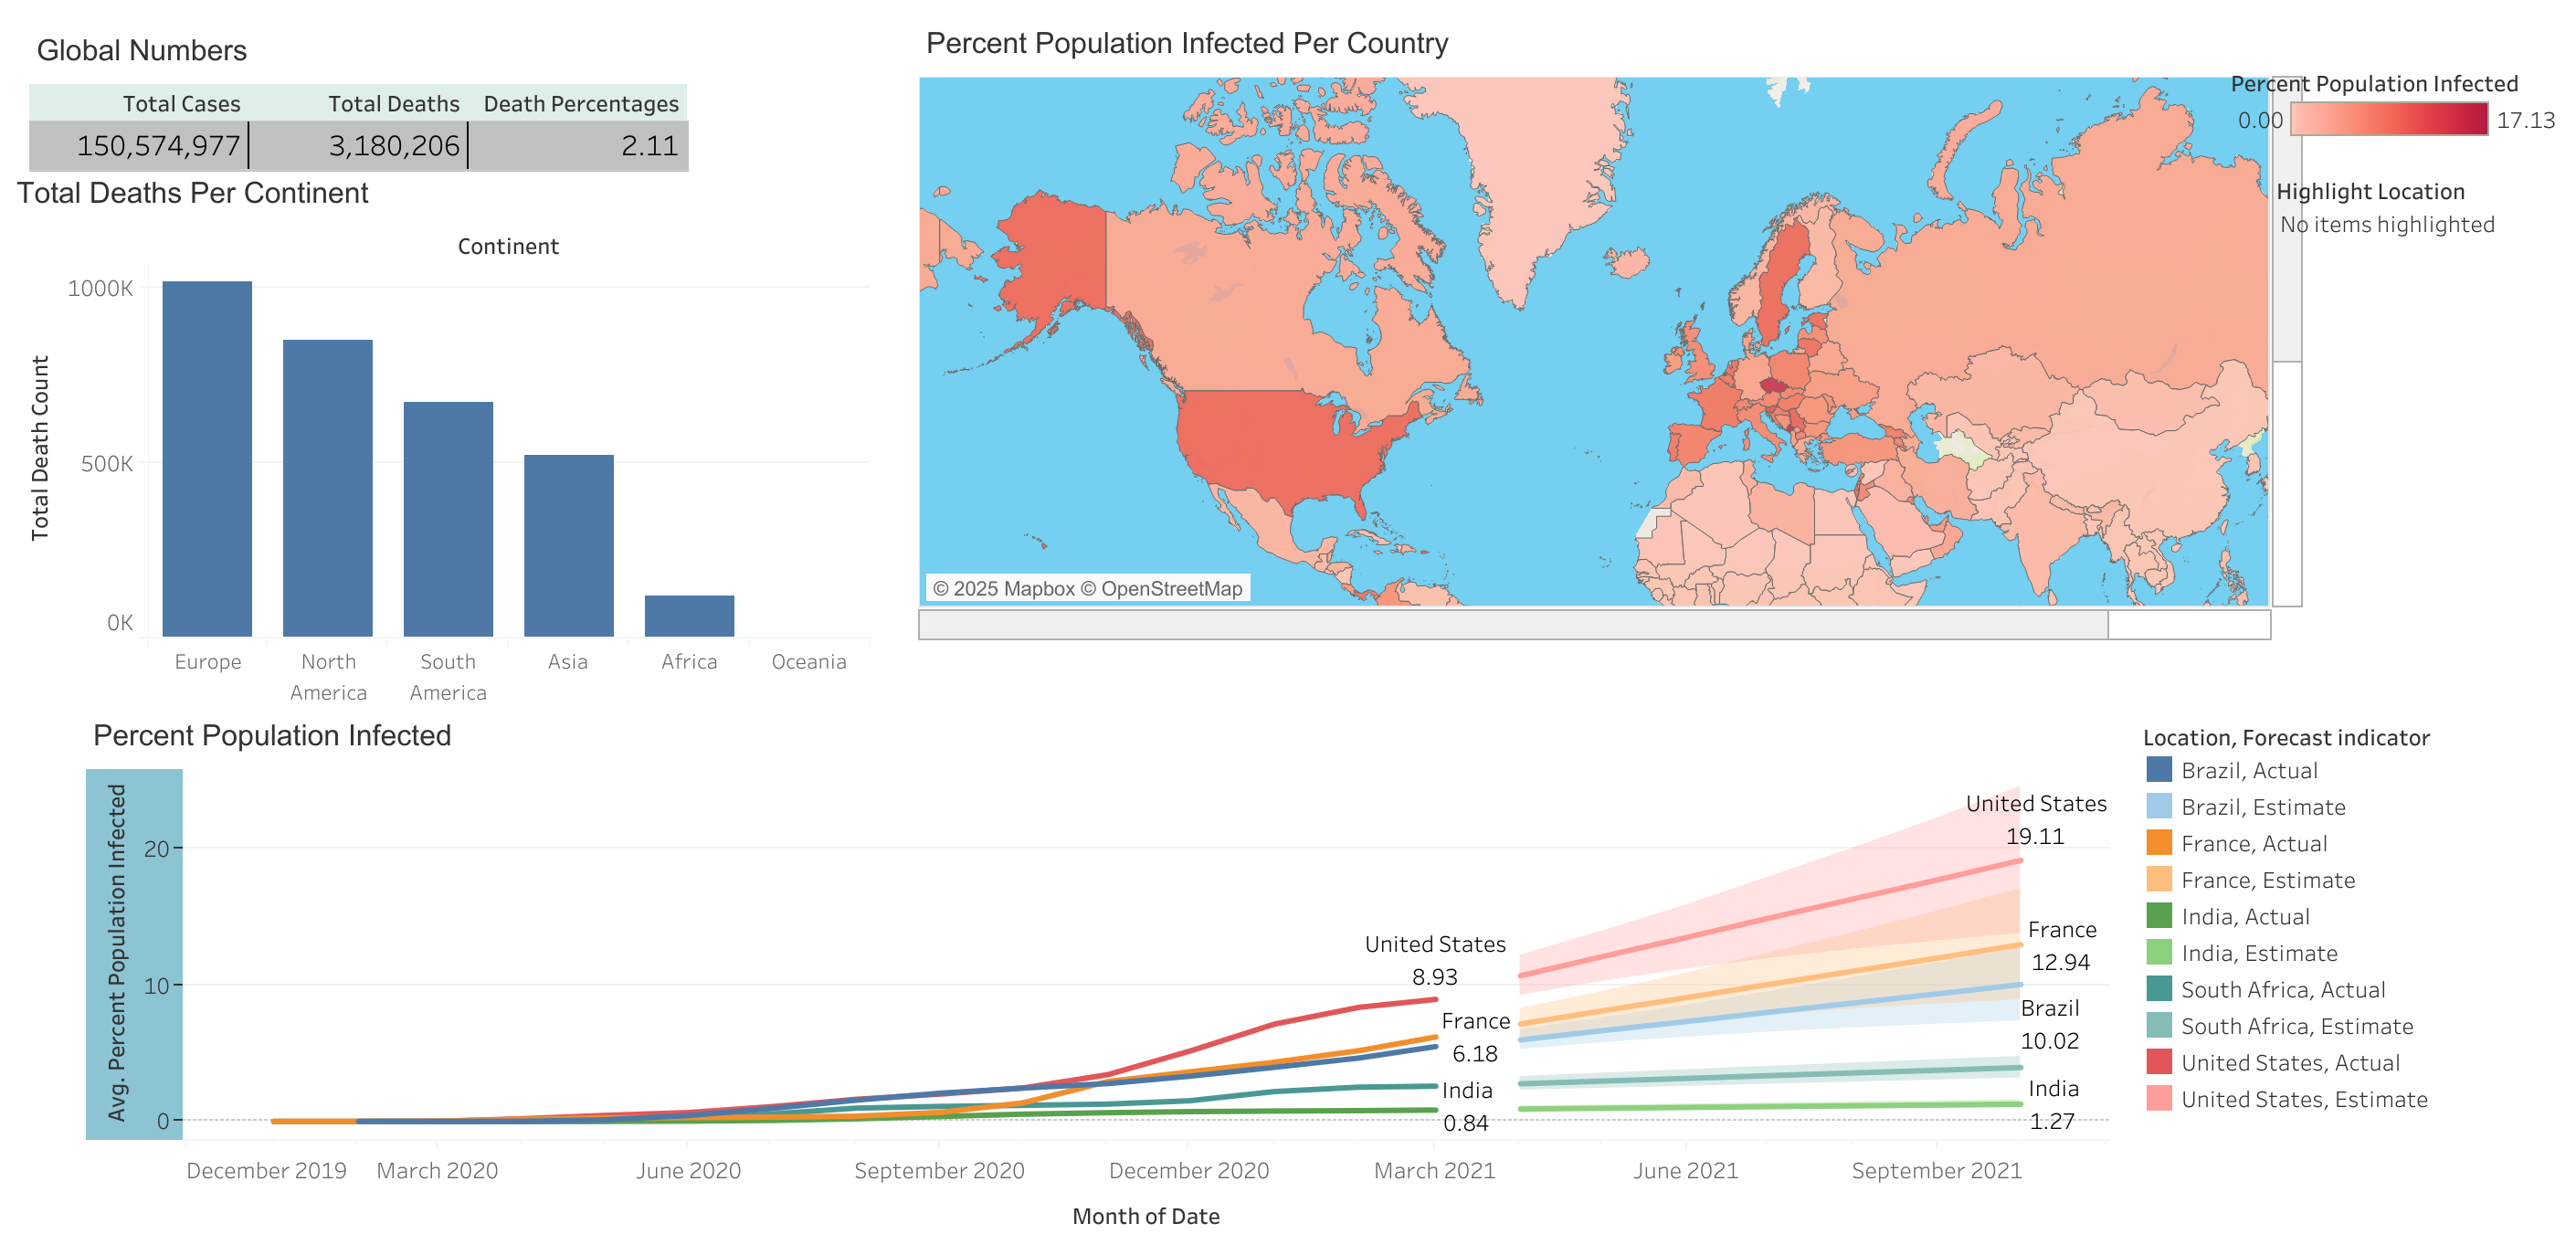 Global Numbers
Total Cases Total Deaths Death Percentages
150,574,977 3,180,206 2.11
Total Deaths Per Continent
Continent
Total Death Count
1000K
500K
0K
Europe North America South America Asia Africa Oceania
Percent Population Infected Per Country
Percent Population Infected
0.00 17.13
Highlight Location
No items highlighted
© 2025 Mapbox © OpenStreetMap
Percent Population Infected
Avg. Percent Population Infected
20
10
0
United States
8.93
France
6.18
India
0.84
United States
19.11
France
12.94
Brazil
10.02
India
1.27
December 2019 March 2020 June 2020 September 2020 December 2020 March 2021 June 2021 September 2021
Month of Date
Location, Forecast indicator
Brazil, Actual
Brazil, Estimate
France, Actual
France, Estimate
India, Actual
India, Estimate
South Africa, Actual
South Africa, Estimate
United States, Actual
United States, Estimate